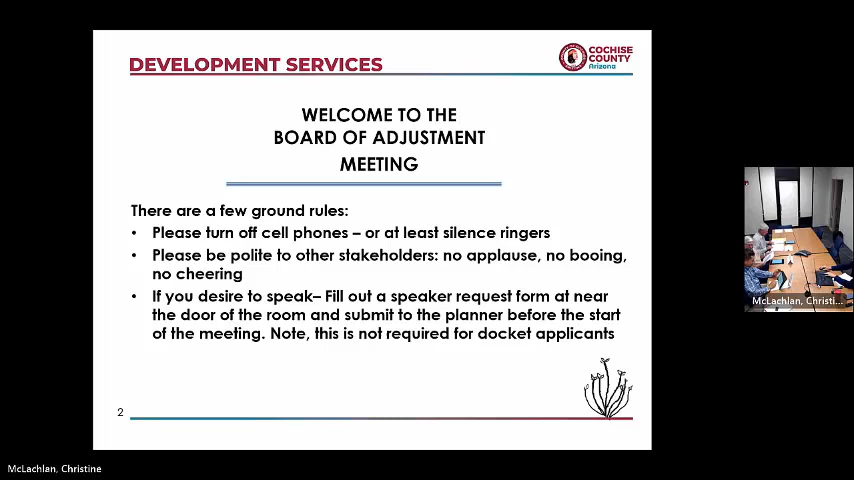 DEVELOPMENT SERVICES
COCHISE
COUNTY
Arizona
WELCOME TO THE
BOARD OF ADJUSTMENT
MEETING
There are a few ground rules:
• Please turn off cell phones – or at least silence ringers
• Please be polite to other stakeholders: no applause, no booing,
no cheering
• If you desire to speak– Fill out a speaker request form at near
the door of the room and submit to the planner before the start
of the meeting. Note, this is not required for docket applicants
2
McLachlan, Christi...
McLachlan, Christine